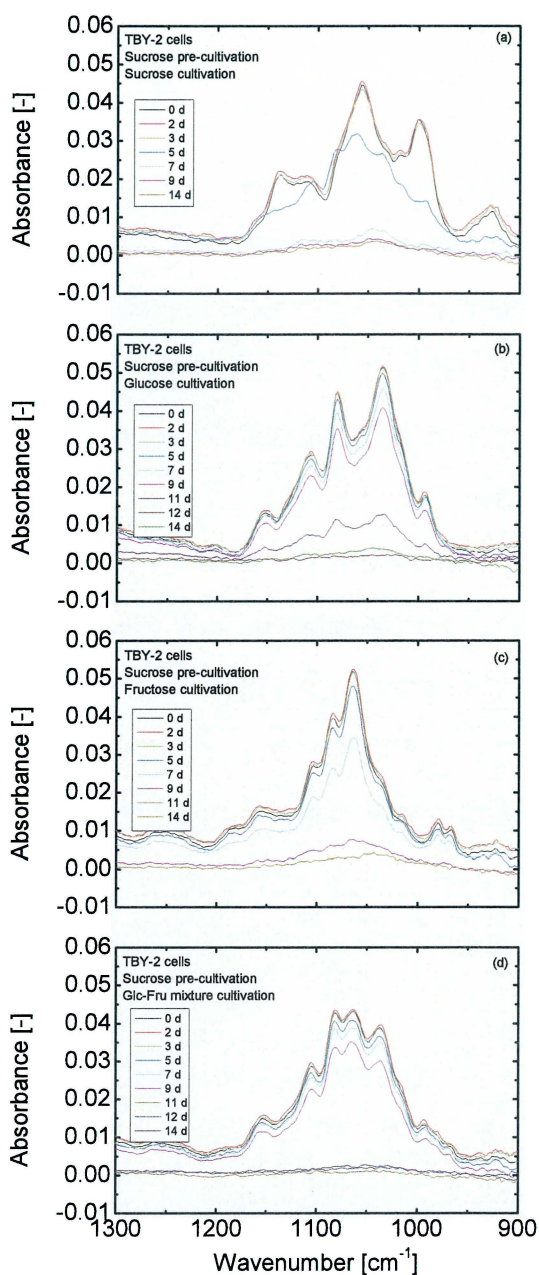 0.06
0.05
0.04
0.03
0.02
0.01
0.00
-0.01
Absorbance [-]
TBY-2 cells
Sucrose pre-cultivation
Sucrose cultivation
(a)
0 d
2 d
3 d
5 d
7 d
9 d
14 d
0.06
0.05
0.04
0.03
0.02
0.01
0.00
-0.01
Absorbance [-]
TBY-2 cells
Sucrose pre-cultivation
Glucose cultivation
(b)
0 d
2 d
3 d
5 d
7 d
9 d
11 d
12 d
14 d
0.06
0.05
0.04
0.03
0.02
0.01
0.00
-0.01
Absorbance [-]
TBY-2 cells
Sucrose pre-cultivation
Fructose cultivation
(c)
0 d
2 d
3 d
5 d
7 d
9 d
11 d
14 d
0.06
0.05
0.04
0.03
0.02
0.01
0.00
-0.01
Absorbance [-]
TBY-2 cells
Sucrose pre-cultivation
Glc-Fru mixture cultivation
(d)
0 d
2 d
3 d
5 d
7 d
9 d
11 d
12 d
14 d
1300 1200 1100 1000 900
Wavenumber [cm⁻¹]